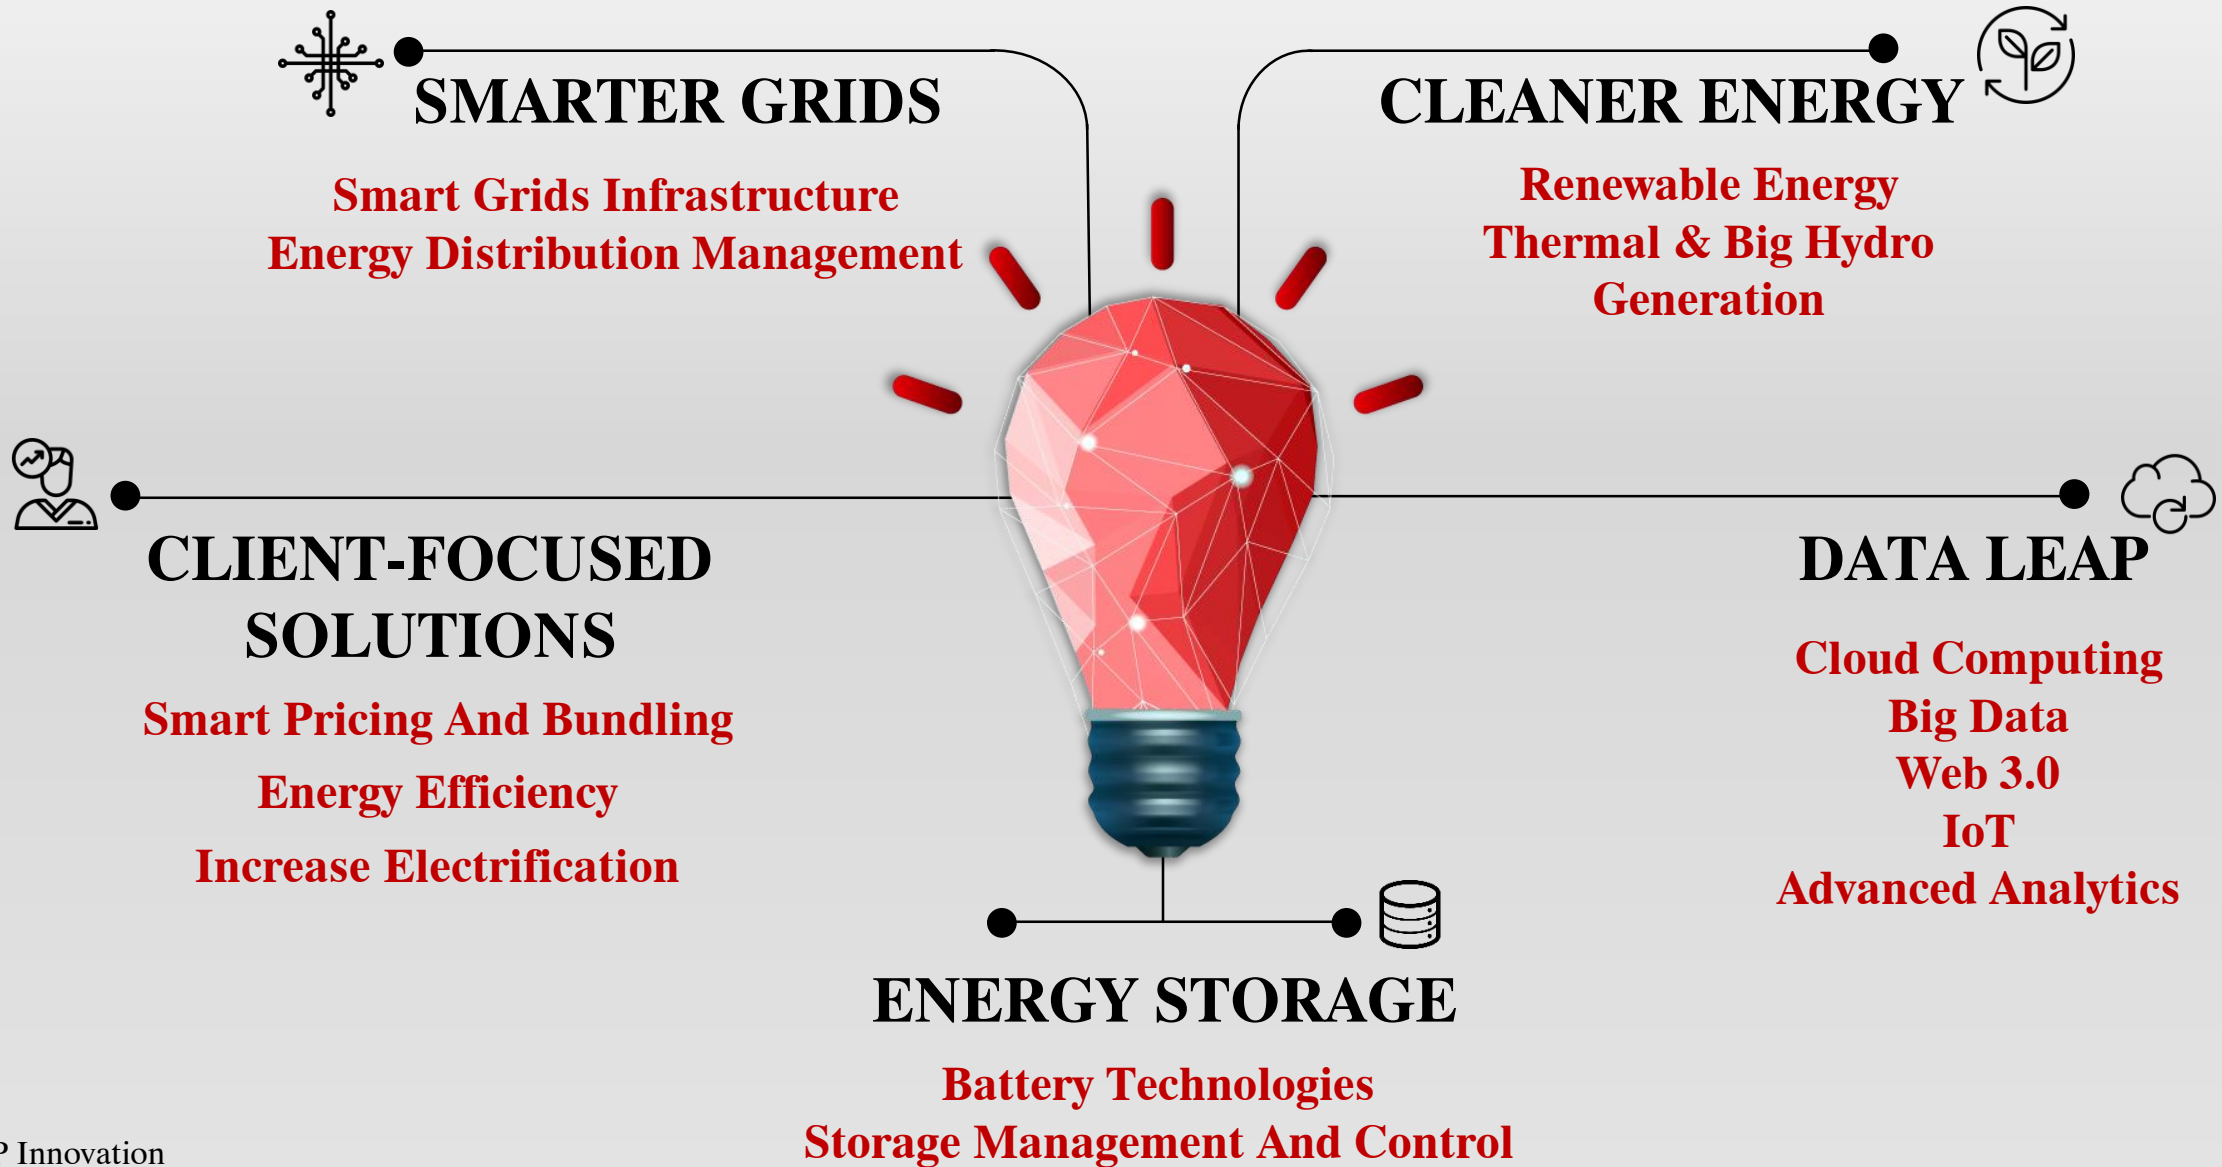 SMARTER GRIDS
Smart Grids Infrastructure
Energy Distribution Management
CLEANER ENERGY
Renewable Energy
Thermal & Big Hydro
Generation
CLIENT-FOCUSED
SOLUTIONS
Smart Pricing And Bundling
Energy Efficiency
Increase Electrification
DATA LEAP
Cloud Computing
Big Data
Web 3.0
IoT
Advanced Analytics
ENERGY STORAGE
Battery Technologies
Storage Management And Control
Innovation